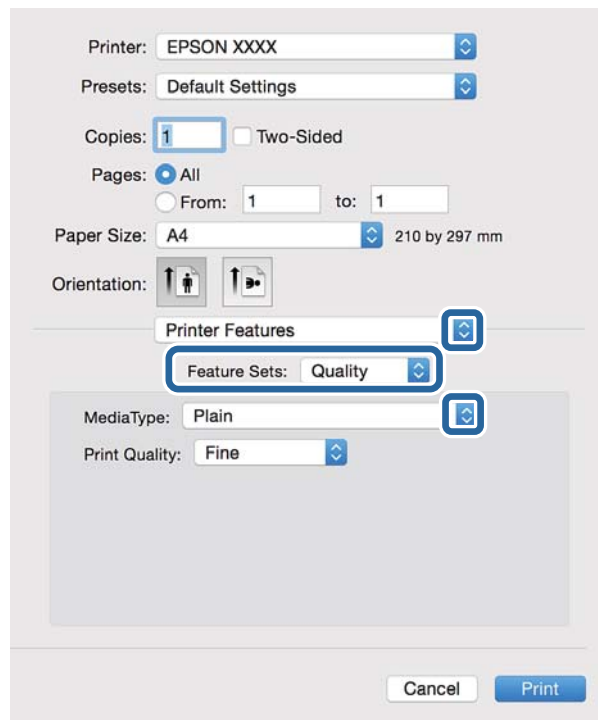 Printer: EPSON XXXX
Presets: Default Settings
Copies: 1 Two-Sided
Pages: All
From: 1 to: 1
Paper Size: A4 210 by 297 mm
Orientation:
Printer Features
Feature Sets: Quality
MediaType: Plain
Print Quality: Fine
Cancel Print